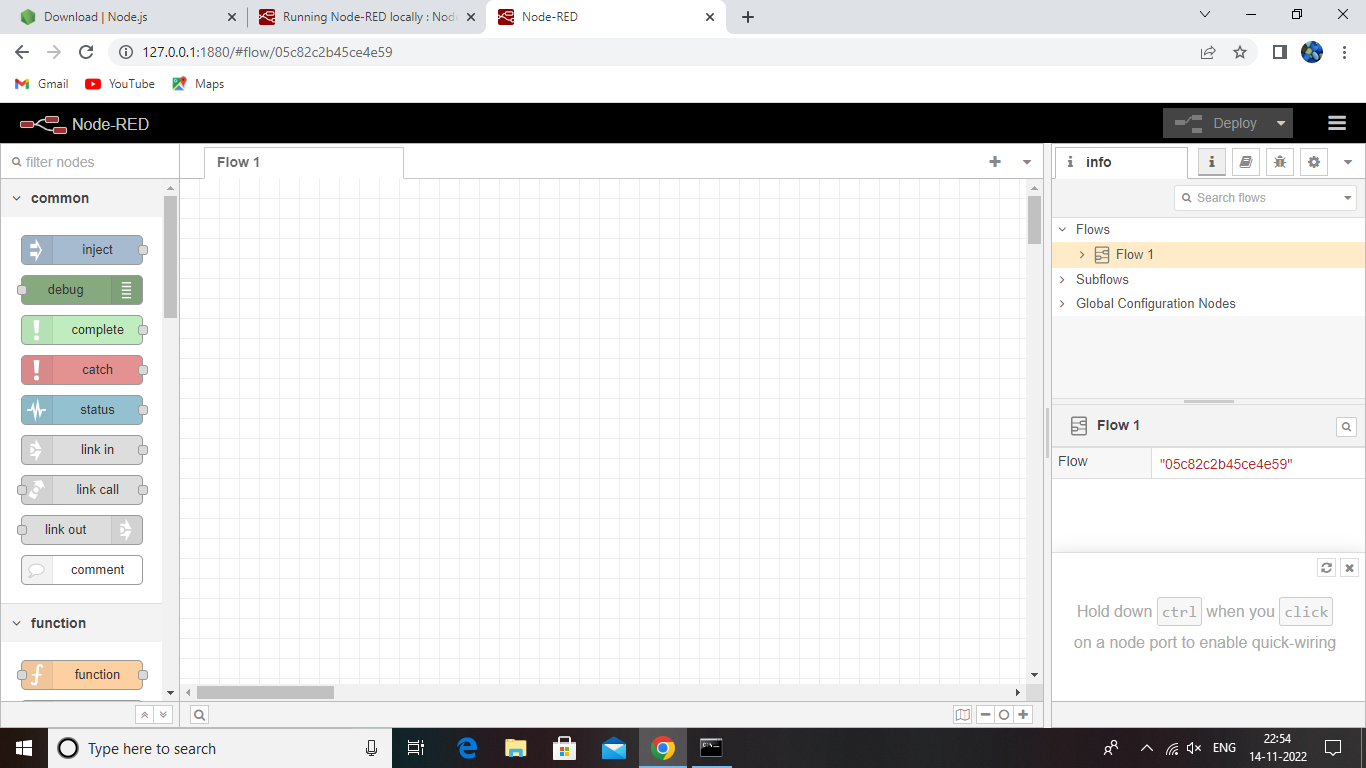 Download | Node.js
Running Node-RED locally : Nod
Node-RED
127.0.0.1:1880/#flow/05c82c2b45ce4e59
Gmail
YouTube
Maps
Node-RED
Deploy
filter nodes
common
inject
debug
complete
catch
status
link in
link call
link out
comment
function
function
Flow 1
info
Search flows
Flows
Flow 1
Subflows
Global Configuration Nodes
Flow 1
Flow "05c82c2b45ce4e59"
Hold down ctrl when you click
on a node port to enable quick-wiring
Type here to search
ENG
22:54
14-11-2022